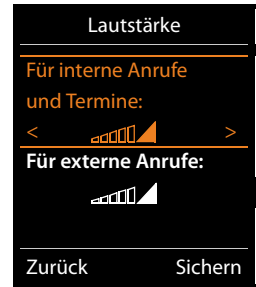 Lautstärke
Für interne Anrufe
und Termine:
< >
Für externe Anrufe:
Zurück Sichern